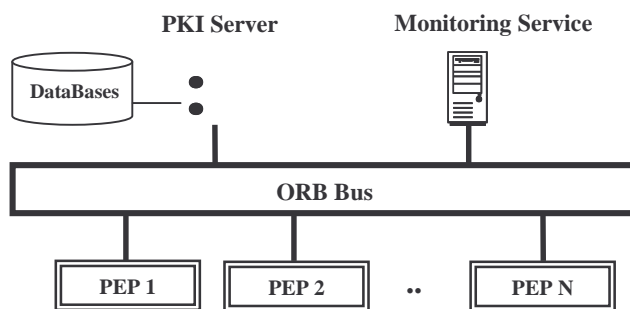 PKI Server
Monitoring Service
DataBases
ORB Bus
PEP 1
PEP 2
..
PEP N